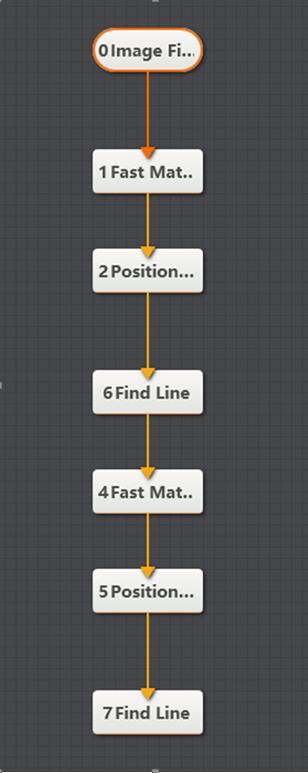 0 Image Fi...
1 Fast Mat..
2 Position...
6 Find Line
4 Fast Mat..
5 Position...
7 Find Line